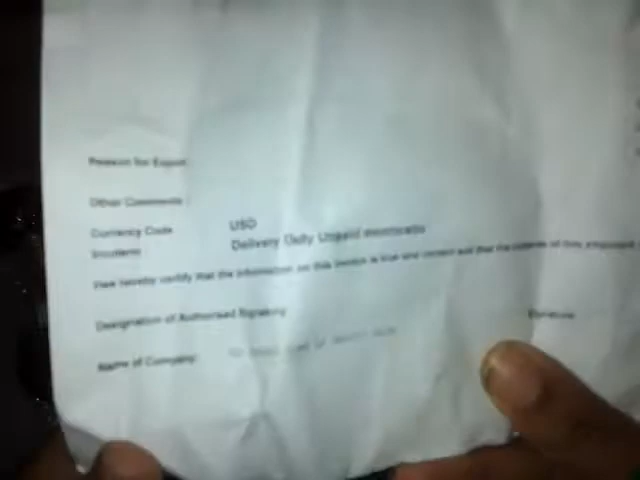 Reason for Export
Other Comments
Currency Code USD
Incoterm Delivery Duty Unpaid
I/we hereby certify that the information on this invoice is true and correct and that the contents of this shipment
Designation of Authorised Signatory Signature
Name of Company: